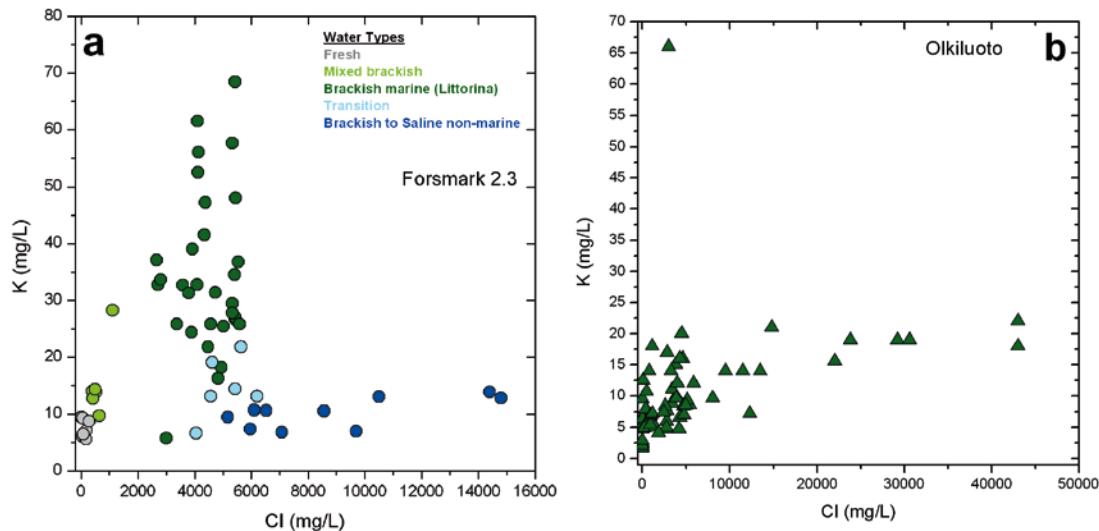 a
Water Types
Fresh
Mixed brackish
Brackish marine (Littorina)
Transition
Brackish to Saline non-marine
Forsmark 2.3
K (mg/L)
80
70
60
50
40
30
20
10
0
0 2000 4000 6000 8000 10000 12000 14000 16000
Cl (mg/L)
b
Olkiluoto
K (mg/L)
70
65
60
55
50
45
40
35
30
25
20
15
10
5
0
0 10000 20000 30000 40000 50000
Cl (mg/L)